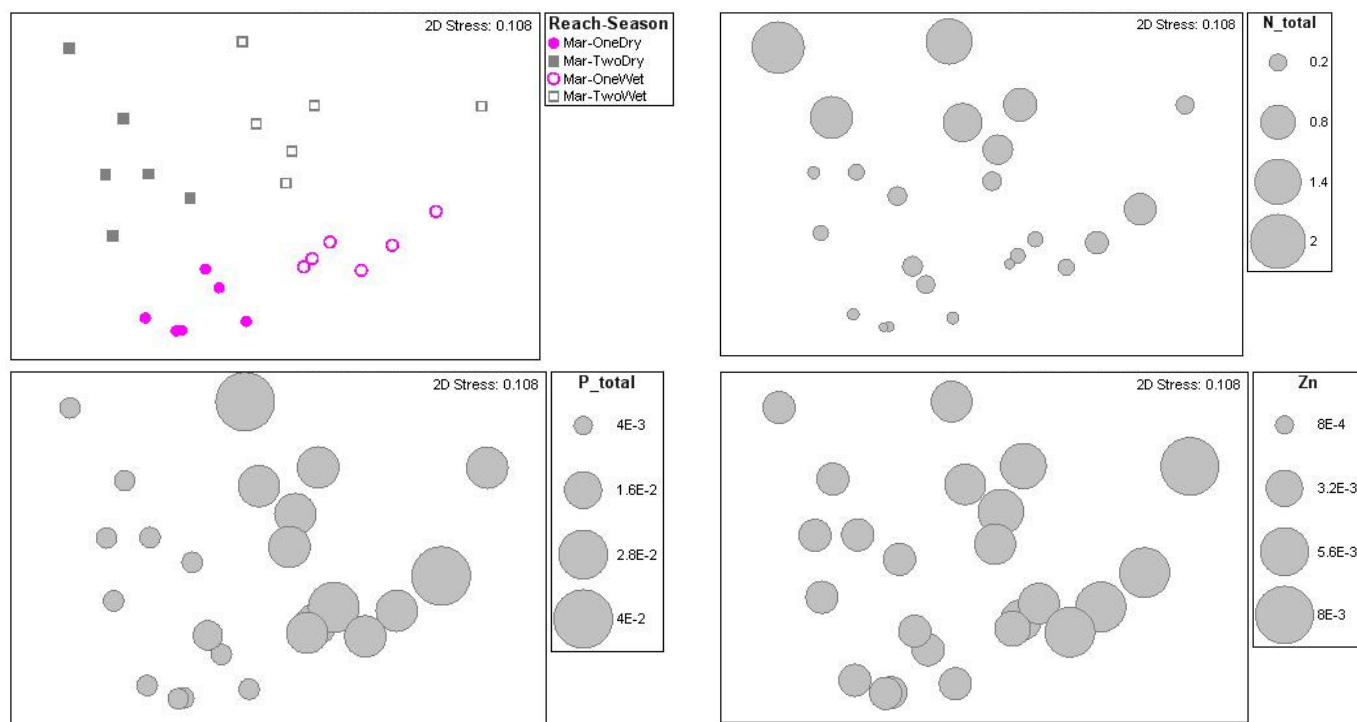 2D Stress: 0.108
Reach-Season
Mar-OneDry
Mar-TwoDry
Mar-OneWet
Mar-TwoWet
2D Stress: 0.108
N_total
0.2
0.8
1.4
2
2D Stress: 0.108
P_total
4E-3
1.6E-2
2.8E-2
4E-2
2D Stress: 0.108
Zn
8E-4
3.2E-3
5.6E-3
8E-3